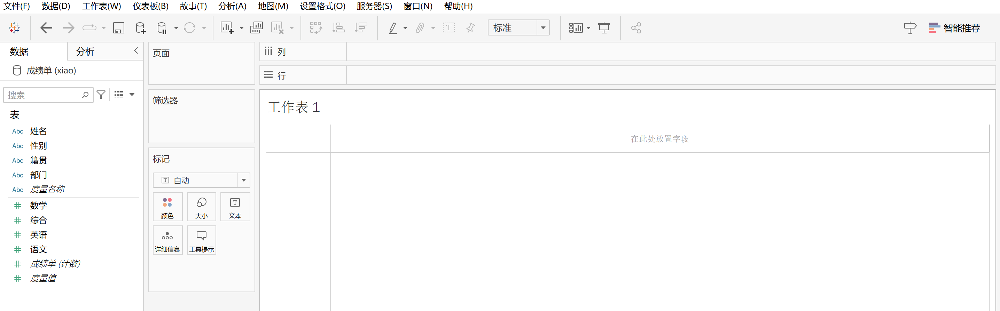 文件(F) 数据(D) 工作表(W) 仪表板(B) 故事(T) 分析(A) 地图(M) 设置格式(O) 服务器(S) 窗口(N) 帮助(H)
标准 智能推荐
数据 分析
成绩单 (xiao)
搜索
表
Abc 姓名
Abc 性别
Abc 籍贯
Abc 部门
Abc 度量名称
数学
综合
英语
语文
成绩单 (计数)
度量值
页面
筛选器
标记
自动
颜色 大小 文本
详细信息 工具提示
列
行
工作表 1
在此处放置字段